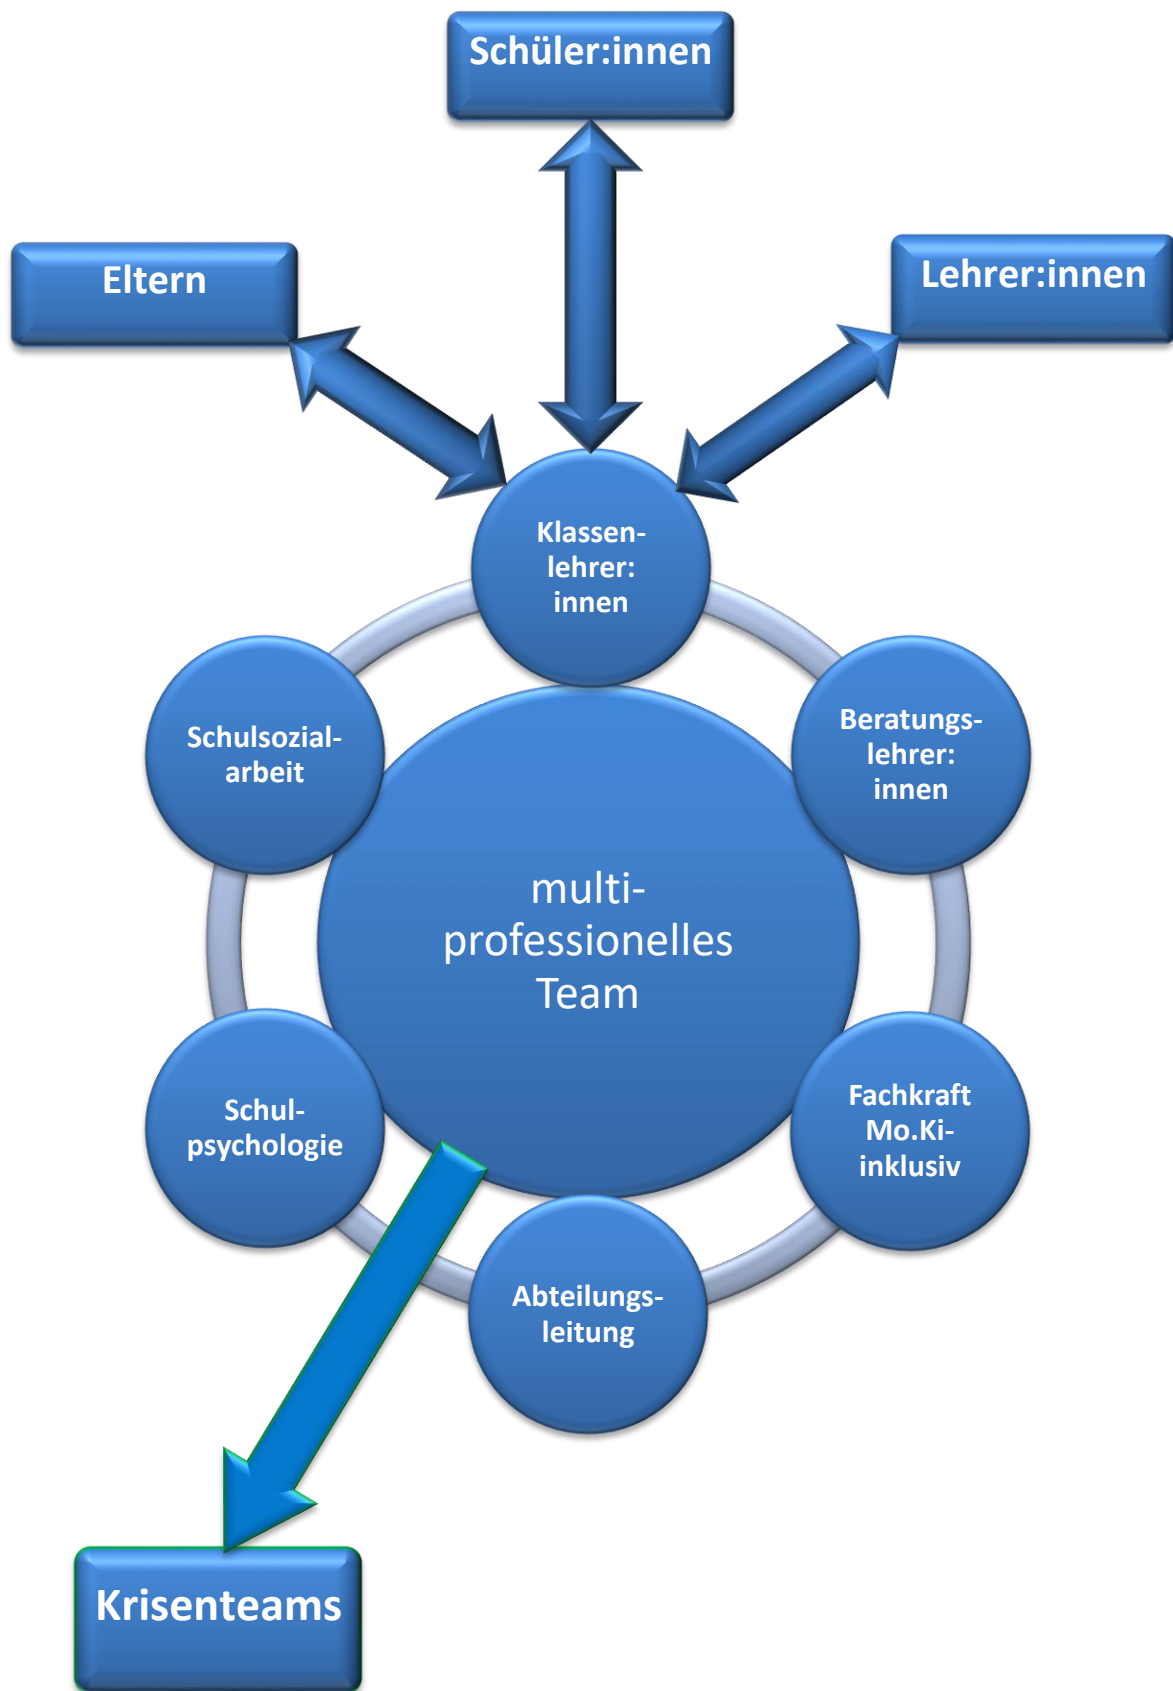 Schüler:innen
Eltern
Lehrer:innen
Klassen-
lehrer:
innen
Schulsozial-
arbeit
Beratungs-
lehrer:
innen
multi-
professionelles
Team
Schul-
psychologie
Fachkraft
Mo.Ki-
inklusiv
Abteilungs-
leitung
Krisenteams